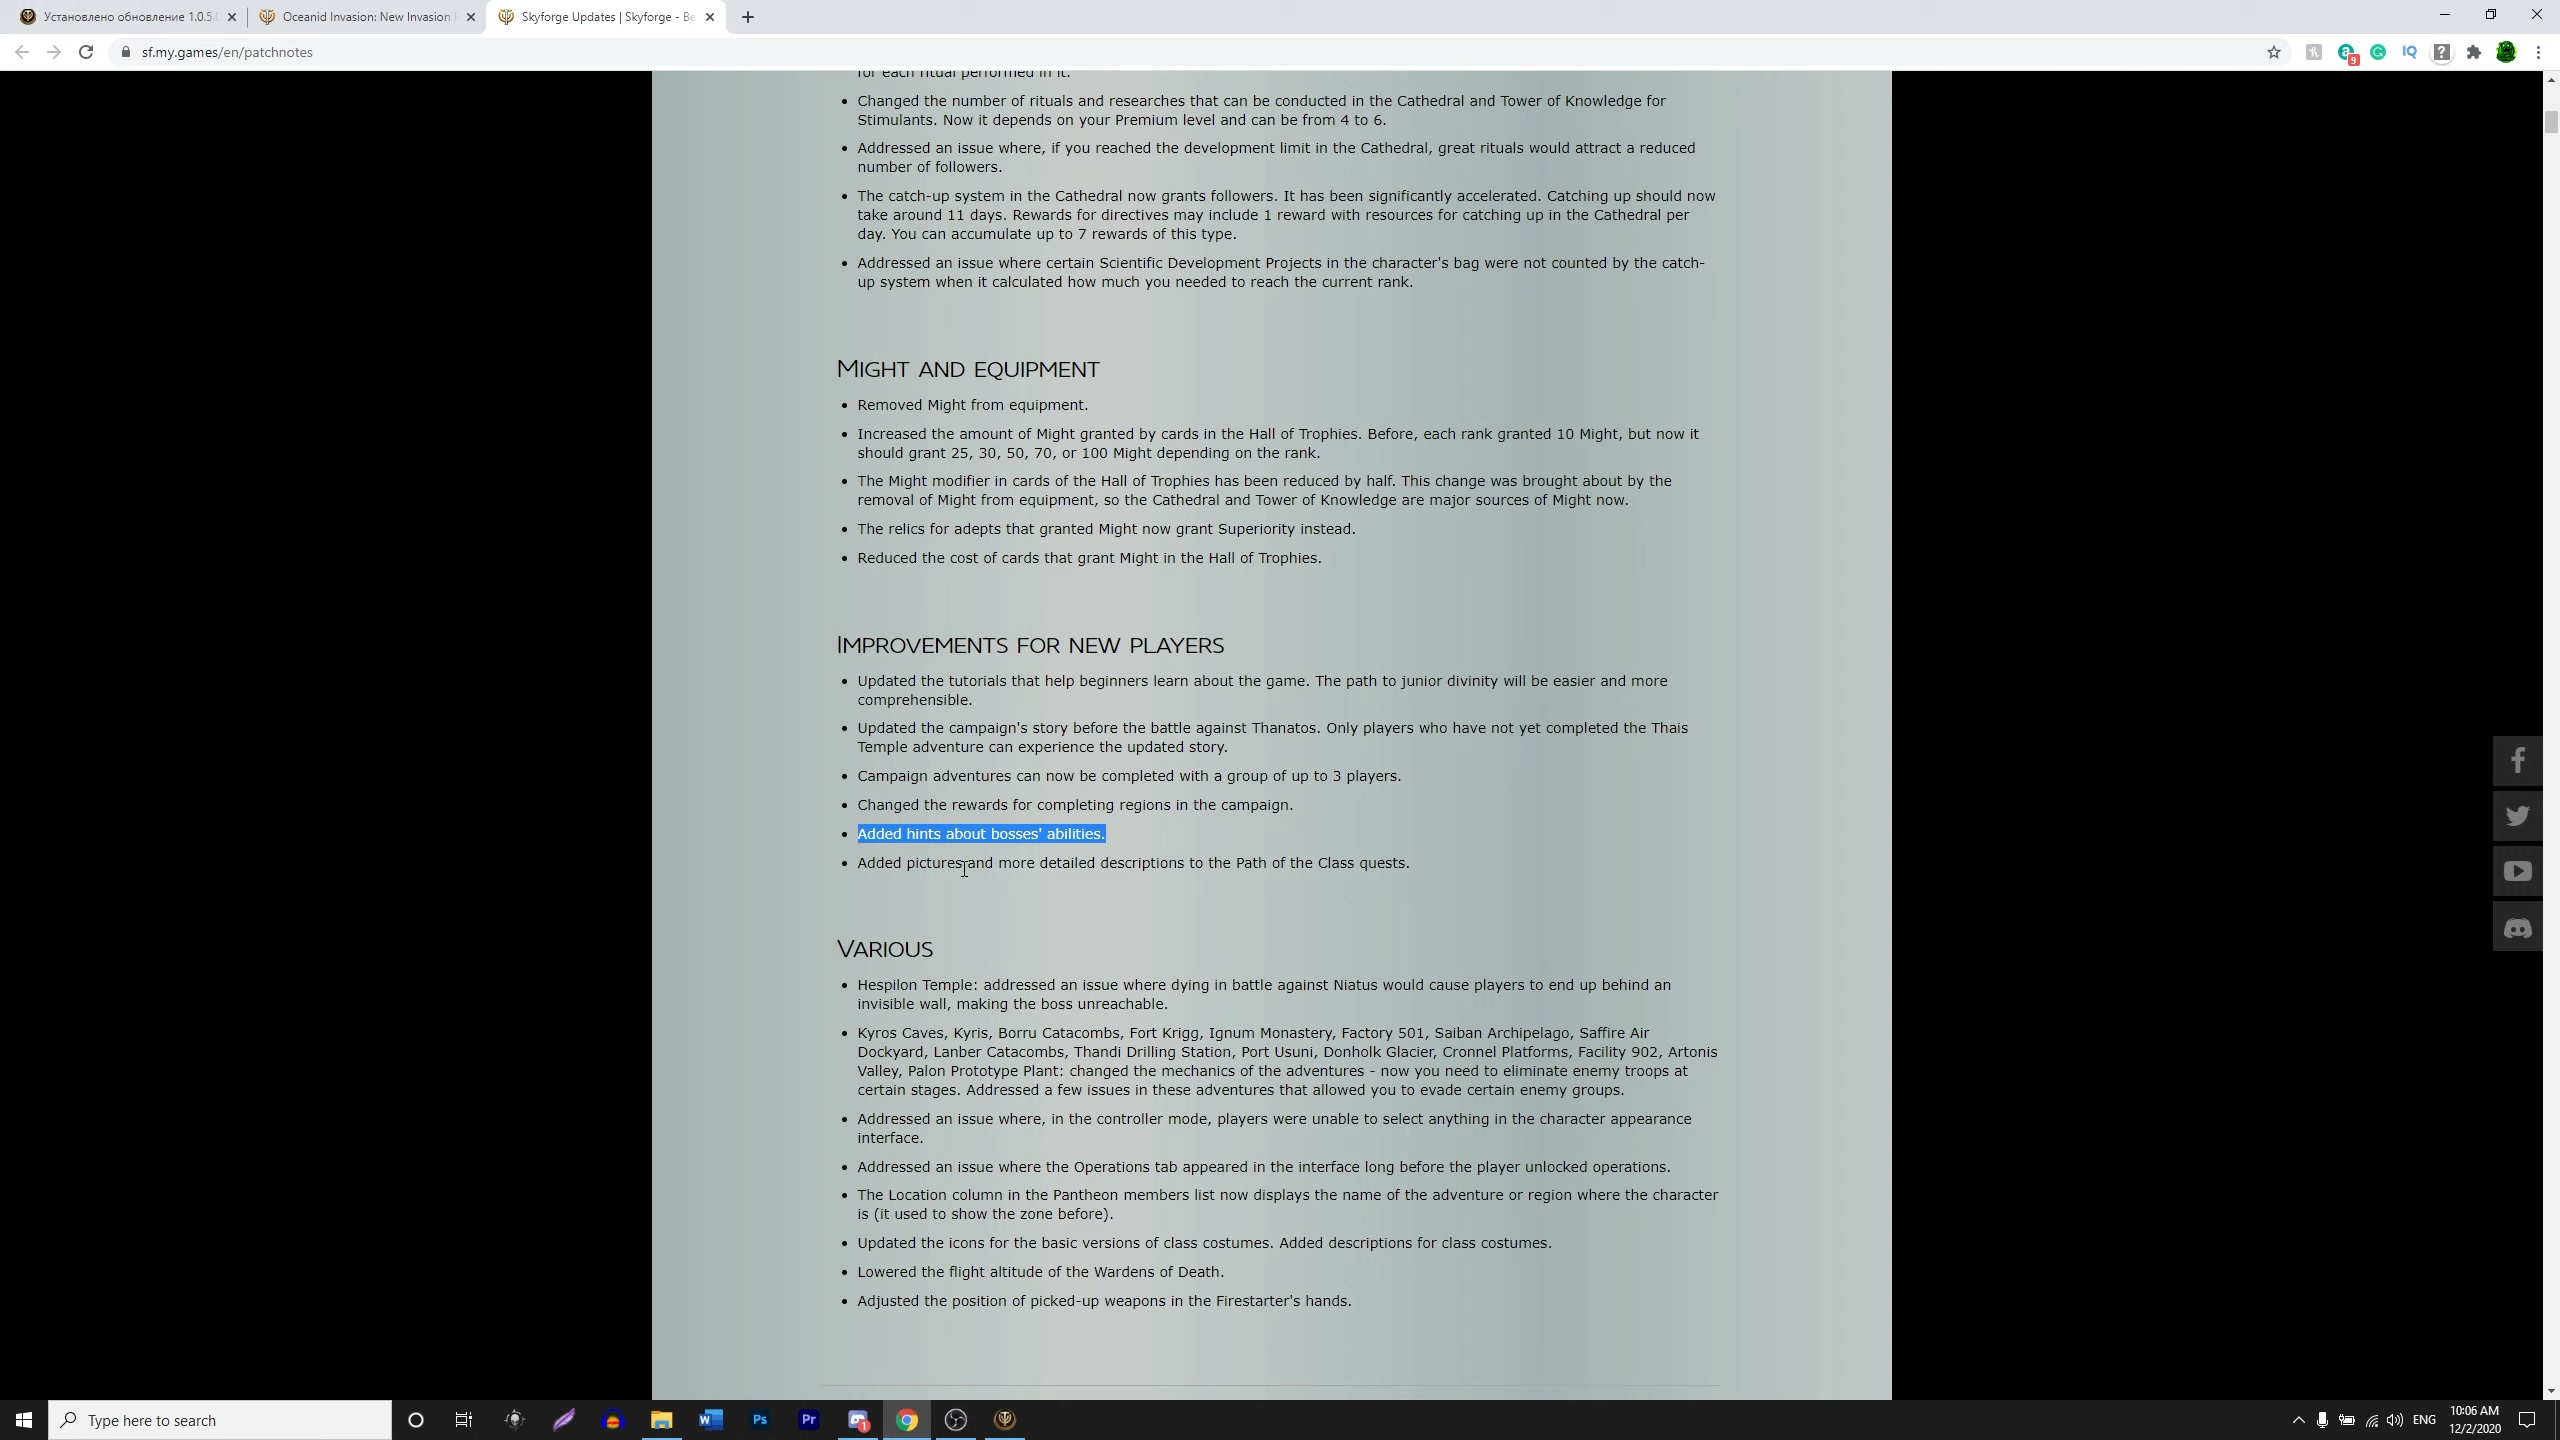 Установлено обновление 1.0.5.
Oceanid Invasion: New Invasion
Skyforge Updates | Skyforge - Be
sf.my.games/en/patchnotes
9
for each ritual performed in it.
• Changed the number of rituals and researches that can be conducted in the Cathedral and Tower of Knowledge for
Stimulants. Now it depends on your Premium level and can be from 4 to 6.
• Addressed an issue where, if you reached the development limit in the Cathedral, great rituals would attract a reduced
number of followers.
• The catch-up system in the Cathedral now grants followers. It has been significantly accelerated. Catching up should now
take around 11 days. Rewards for directives may include 1 reward with resources for catching up in the Cathedral per
day. You can accumulate up to 7 rewards of this type.
• Addressed an issue where certain Scientific Development Projects in the character's bag were not counted by the catch-
up system when it calculated how much you needed to reach the current rank.
MIGHT AND EQUIPMENT
• Removed Might from equipment.
• Increased the amount of Might granted by cards in the Hall of Trophies. Before, each rank granted 10 Might, but now it
should grant 25, 30, 50, 70, or 100 Might depending on the rank.
• The Might modifier in cards of the Hall of Trophies has been reduced by half. This change was brought about by the
removal of Might from equipment, so the Cathedral and Tower of Knowledge are major sources of Might now.
• The relics for adepts that granted Might now grant Superiority instead.
• Reduced the cost of cards that grant Might in the Hall of Trophies.
IMPROVEMENTS FOR NEW PLAYERS
• Updated the tutorials that help beginners learn about the game. The path to junior divinity will be easier and more
comprehensible.
• Updated the campaign's story before the battle against Thanatos. Only players who have not yet completed the Thais
Temple adventure can experience the updated story.
• Campaign adventures can now be completed with a group of up to 3 players.
• Changed the rewards for completing regions in the campaign.
• Added hints about bosses' abilities.
• Added pictures and more detailed descriptions to the Path of the Class quests.
VARIOUS
• Hespilon Temple: addressed an issue where dying in battle against Niatus would cause players to end up behind an
invisible wall, making the boss unreachable.
• Kyros Caves, Kyris, Borru Catacombs, Fort Krigg, Ignum Monastery, Factory 501, Saiban Archipelago, Saffire Air
Dockyard, Lanber Catacombs, Thandi Drilling Station, Port Usuni, Donholk Glacier, Cronnel Platforms, Facility 902, Artonis
Valley, Palon Prototype Plant: changed the mechanics of the adventures - now you need to eliminate enemy troops at
certain stages. Addressed a few issues in these adventures that allowed you to evade certain enemy groups.
• Addressed an issue where, in the controller mode, players were unable to select anything in the character appearance
interface.
• Addressed an issue where the Operations tab appeared in the interface long before the player unlocked operations.
• The Location column in the Pantheon members list now displays the name of the adventure or region where the character
is (it used to show the zone before).
• Updated the icons for the basic versions of class costumes. Added descriptions for class costumes.
• Lowered the flight altitude of the Wardens of Death.
• Adjusted the position of picked-up weapons in the Firestarter's hands.
Type here to search
Ps
Pr
1
ENG
10:06 AM
12/2/2020